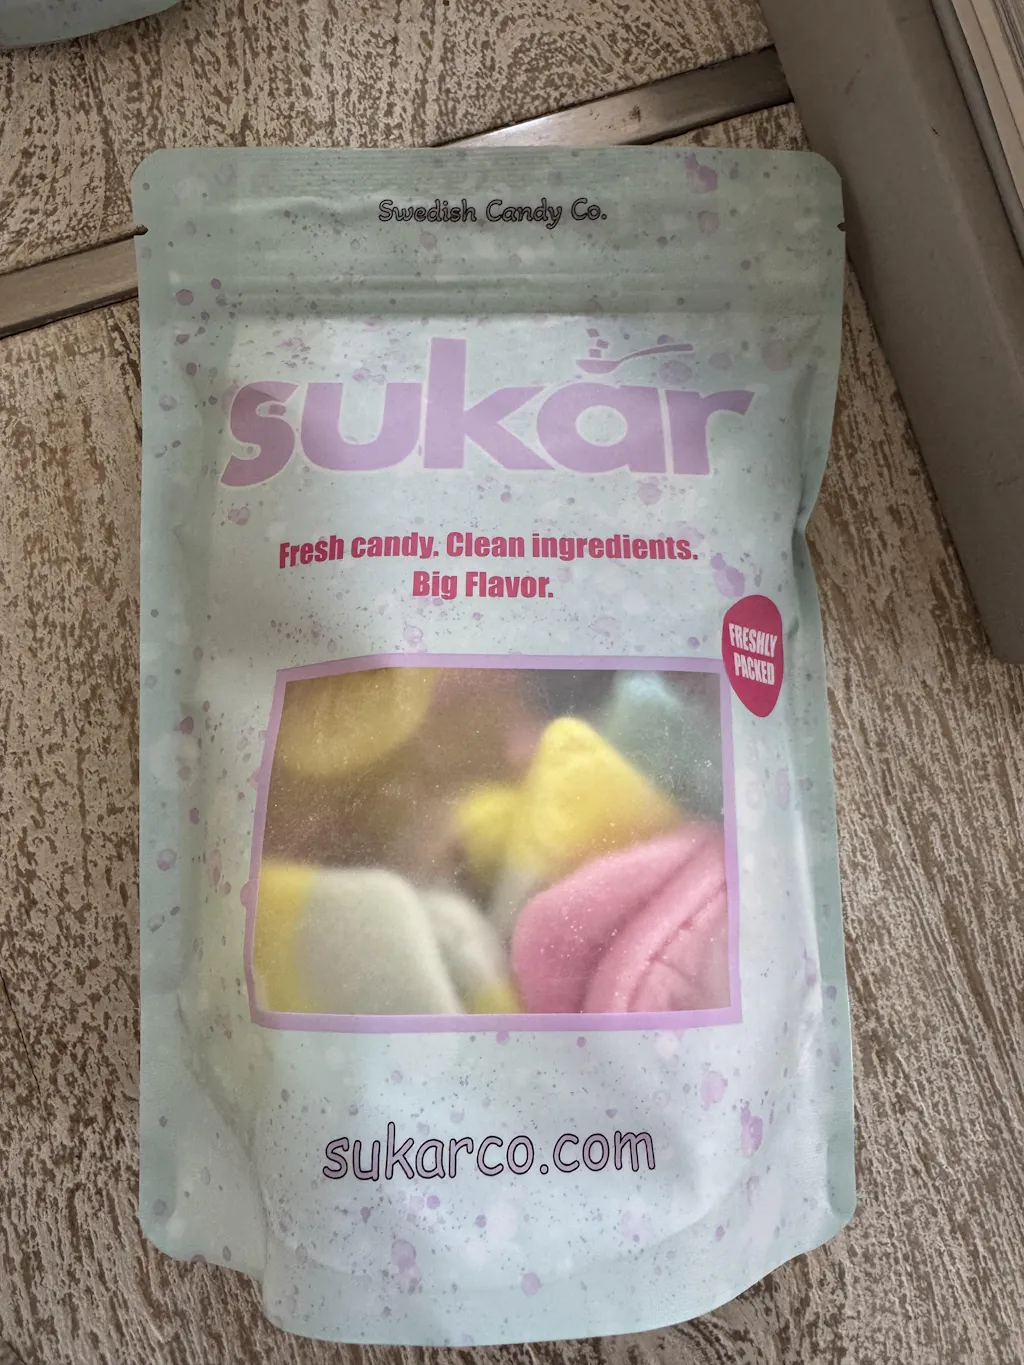 Swedish Candy Co.
sukar
Fresh candy. Clean ingredients.
Big Flavor.
FRESHLY
PACKED
sukarco.com